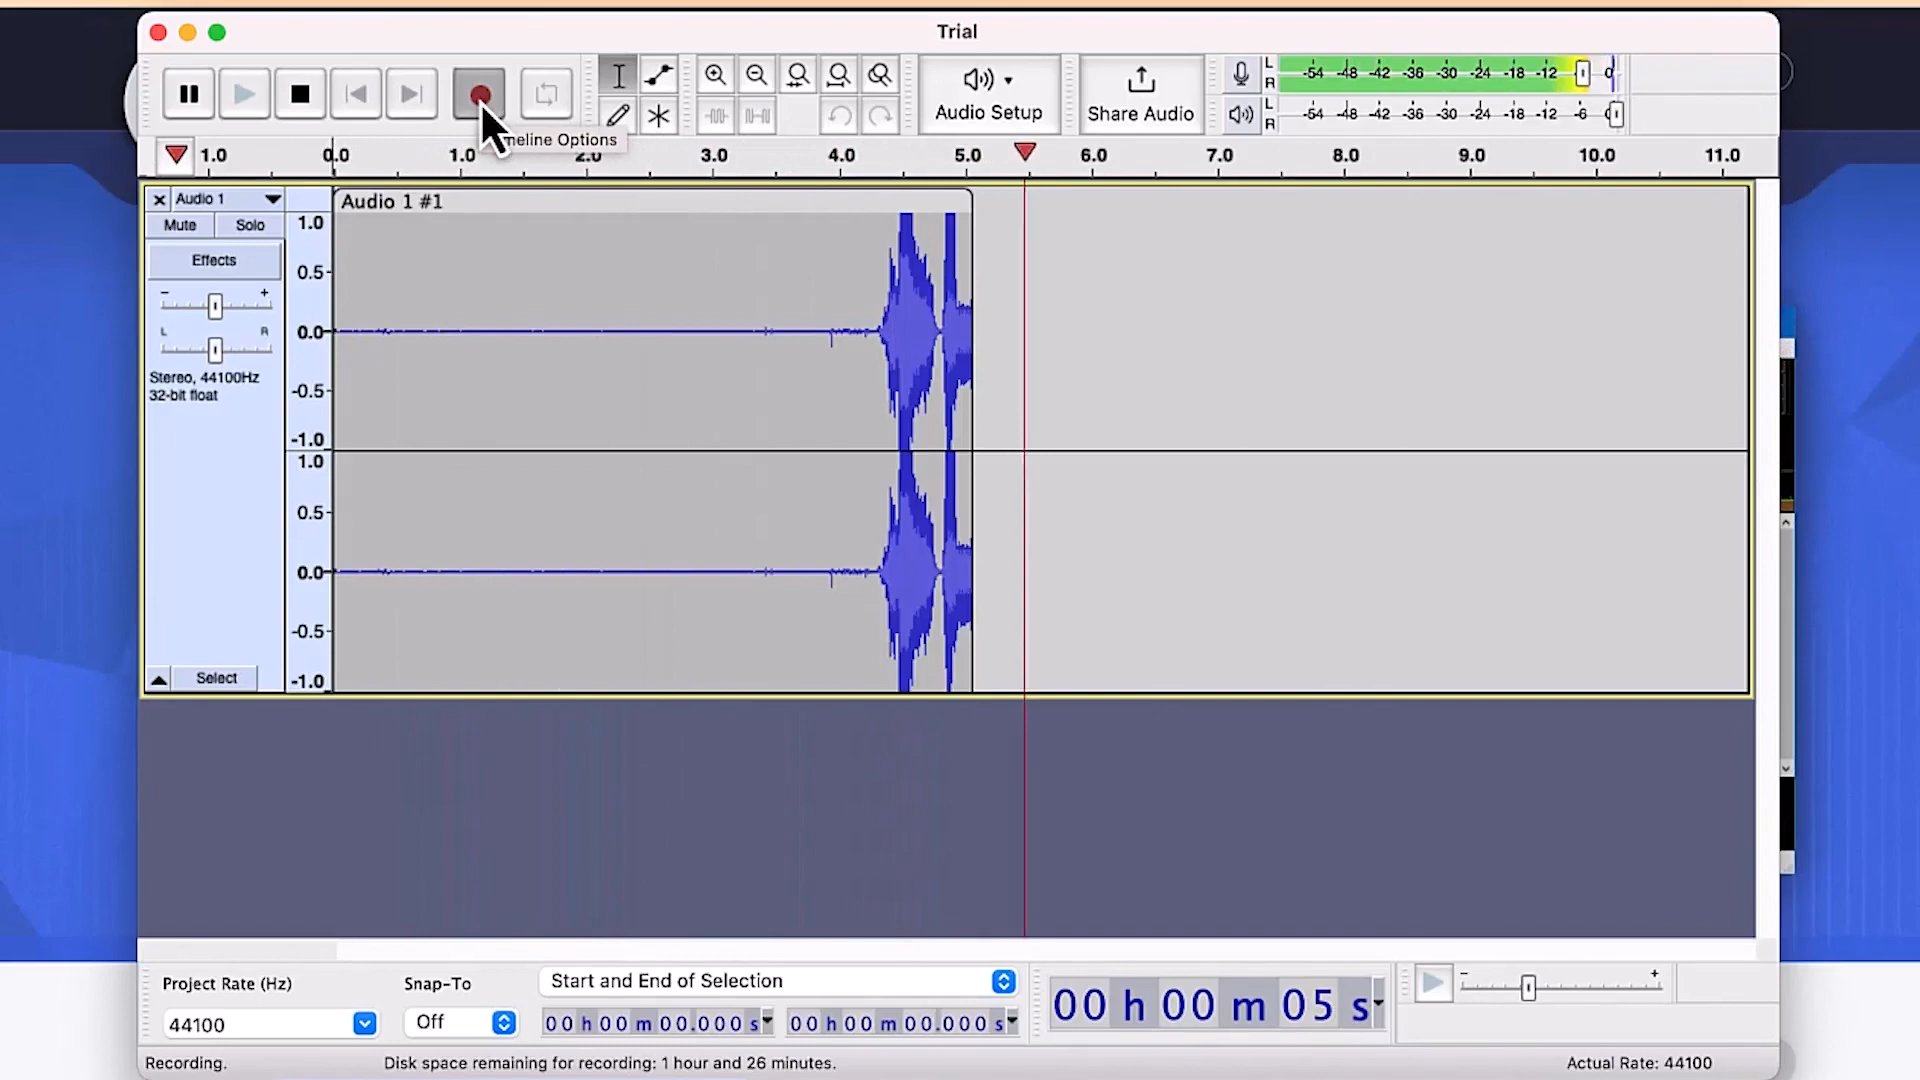 Trial
Audio Setup
Share Audio
L
R
-54 -48 -42 -36 -30 -24 -18 -12 0
L
R
-54 -48 -42 -36 -30 -24 -18 -12 -6
meline Options
1.0 0.0 1.0 2.0 3.0 4.0 5.0 6.0 7.0 8.0 9.0 10.0 11.0
Audio 1
Audio 1 #1
Mute Solo
Effects
- +
L R
Stereo, 44100Hz
32-bit float
Select
1.0
0.5
0.0
-0.5
-1.0
1.0
0.5
0.0
-0.5
-1.0
Project Rate (Hz)
44100
Snap-To
Off
Start and End of Selection
00 h 00 m 00.000 s
00 h 00 m 00.000 s
00 h 00 m 05 s
- +
Recording.
Disk space remaining for recording: 1 hour and 26 minutes.
Actual Rate: 44100